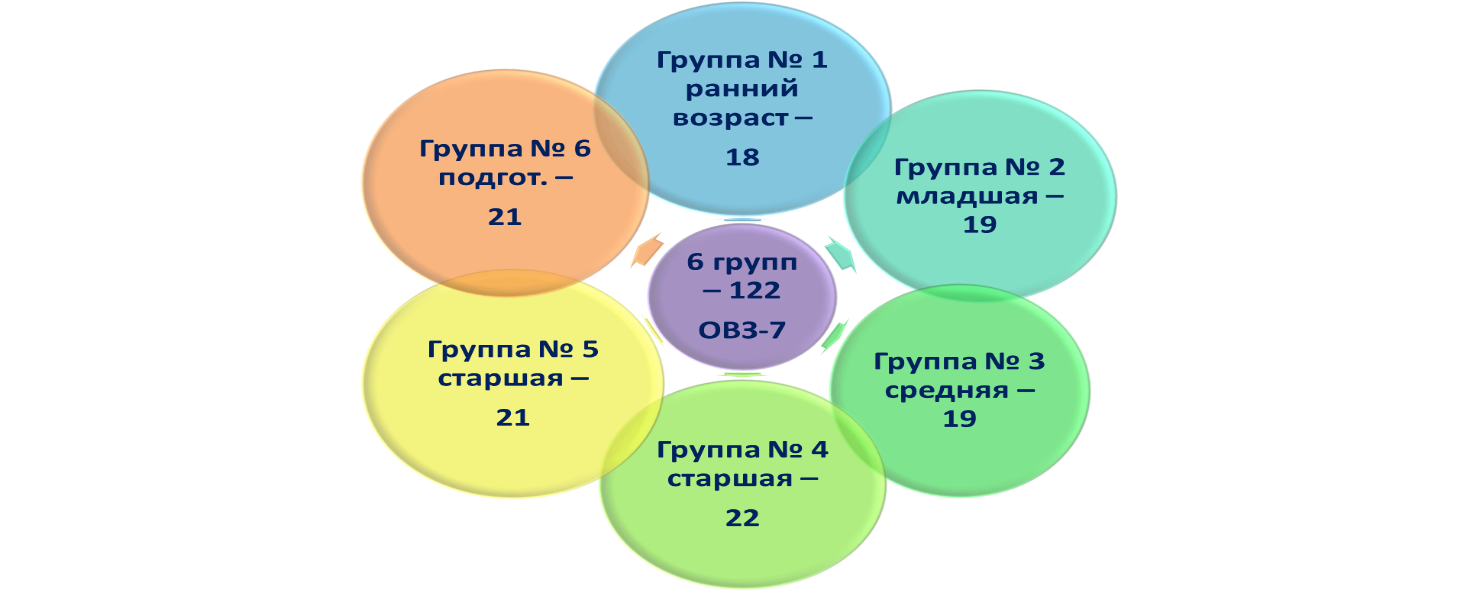 Группа № 1
ранний
возраст –
18
Группа № 2
младшая –
19
Группа № 3
средняя –
19
Группа № 4
старшая –
22
Группа № 5
старшая –
21
Группа № 6
подгот. –
21
6 групп
– 122
ОВЗ-7